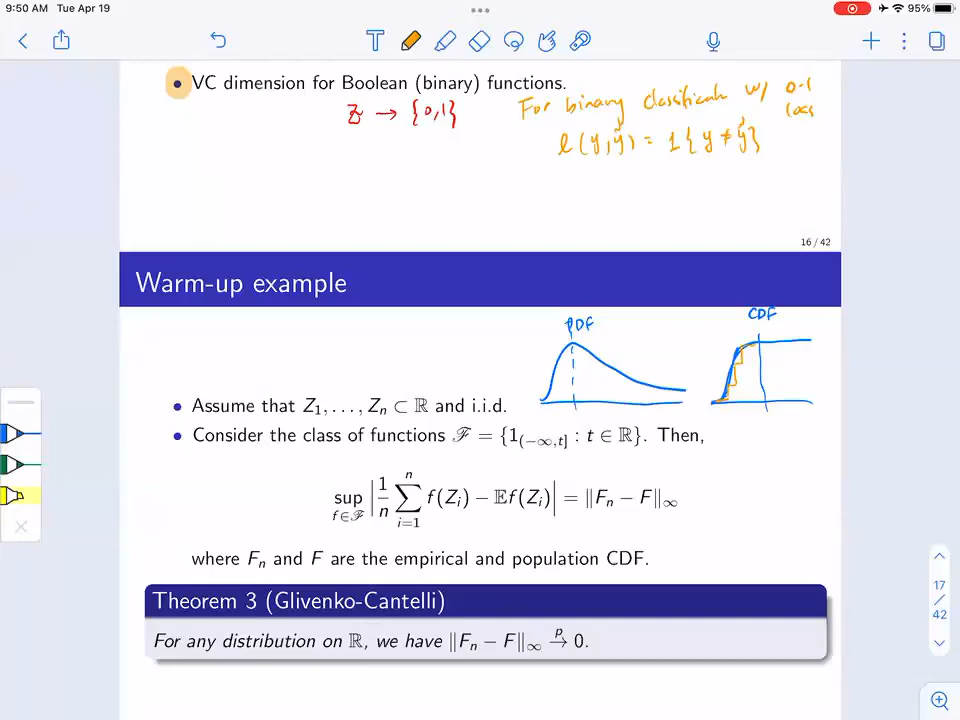 9:50 AM Tue Apr 19
95%
VC dimension for Boolean (binary) functions.
Z → {0,1}
For binary classificati w/ 0-1
loss
ℓ(y,ỹ) = 1{y ≠ ỹ}
16 / 42
Warm-up example
PDF
CDF
• Assume that Z₁, . . . , Zₙ ⊂ ℝ and i.i.d.
• Consider the class of functions ℱ = {1_{(−∞,t]} : t ∈ ℝ}. Then,
sup_{f∈ℱ} | 1/n ∑_{i=1}^{n} f(Zᵢ) − 𝔼f(Zᵢ) | = ‖Fₙ − F‖_∞
where Fₙ and F are the empirical and population CDF.
Theorem 3 (Glivenko-Cantelli)
For any distribution on ℝ, we have ‖Fₙ − F‖_∞ →^p 0.
17
/
42